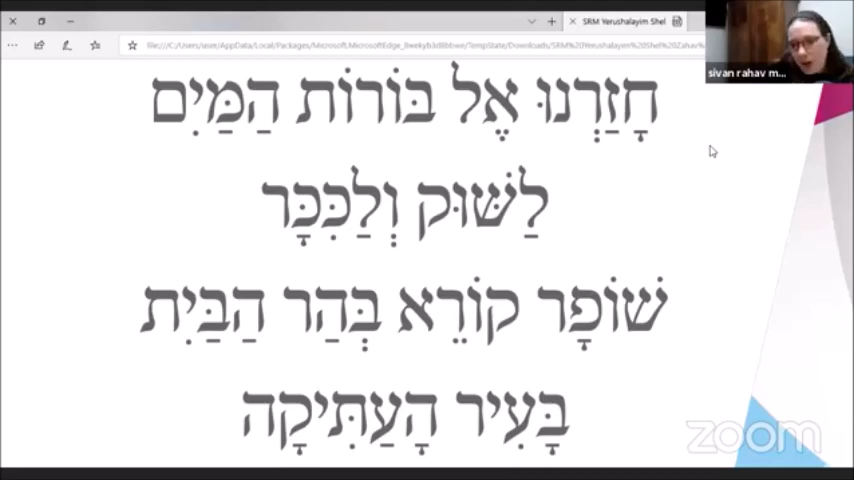 SRM Yerushalayim Shel
sivan rahav m...
חָזַרְנוּ אֶל בּוֹרוֹת הַמַּיִם
לַשּׁוּק וְלַכִּכָּר
שׁוֹפָר קוֹרֵא בְּהַר הַבַּיִת
בָּעִיר הָעַתִּיקָה
zoom